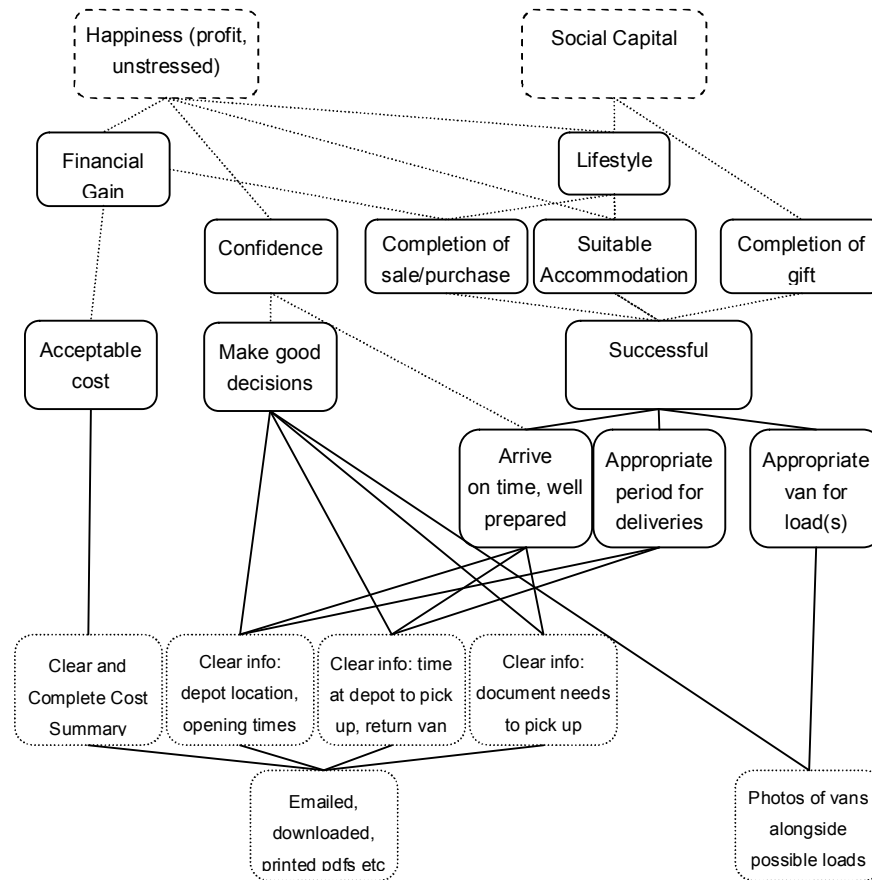 Happiness (profit,
unstressed)
Social Capital
Financial
Gain
Lifestyle
Confidence
Completion of
sale/purchase
Suitable
Accommodation
Completion of
gift
Acceptable
cost
Make good
decisions
Successful
Arrive
on time, well
prepared
Appropriate
period for
deliveries
Appropriate
van for
load(s)
Clear and
Complete Cost
Summary
Clear info:
depot location,
opening times
Clear info: time
at depot to pick
up, return van
Clear info:
document needs
to pick up
Emailed,
downloaded,
printed pdfs etc
Photos of vans
alongside
possible loads